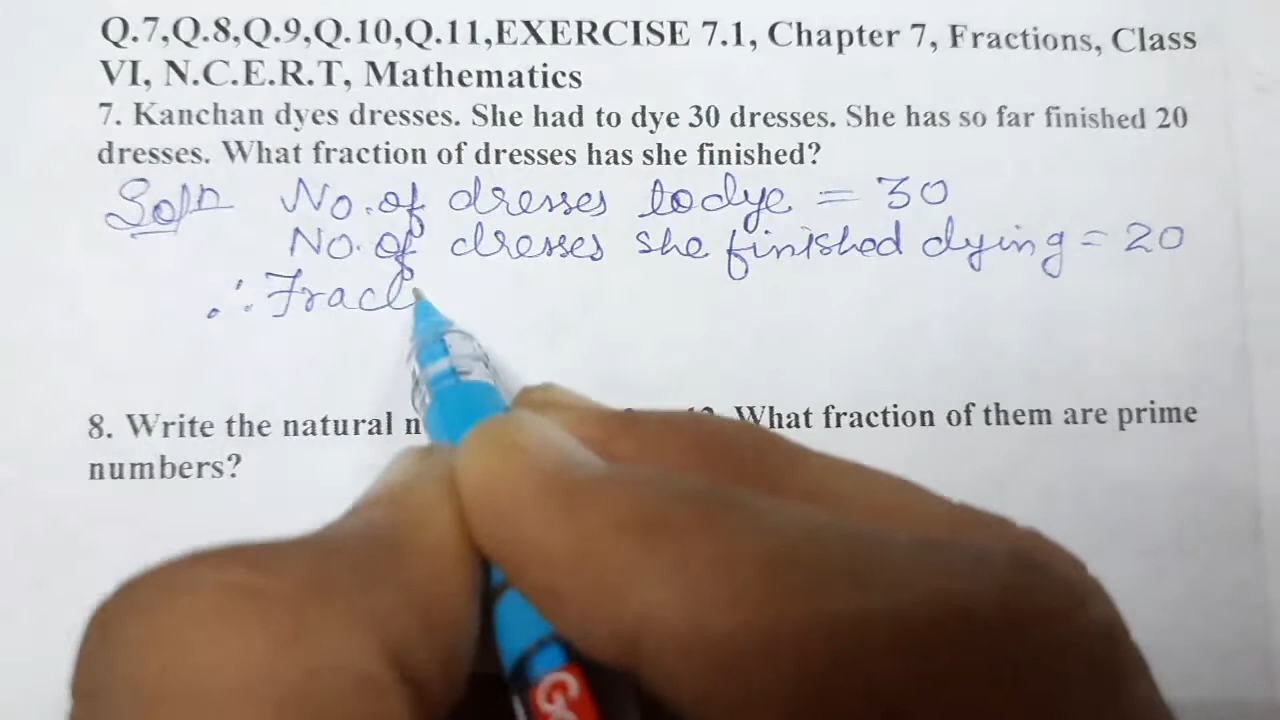 Q.7,Q.8,Q.9,Q.10,Q.11,EXERCISE 7.1, Chapter 7, Fractions, Class
VI, N.C.E.R.T, Mathematics
7. Kanchan dyes dresses. She had to dye 30 dresses. She has so far finished 20
dresses. What fraction of dresses has she finished?
Soln No. of dresses to dye = 30
No. of dresses she finished dying = 20
∴ Fract
8. Write the natural What fraction of them are prime
numbers?